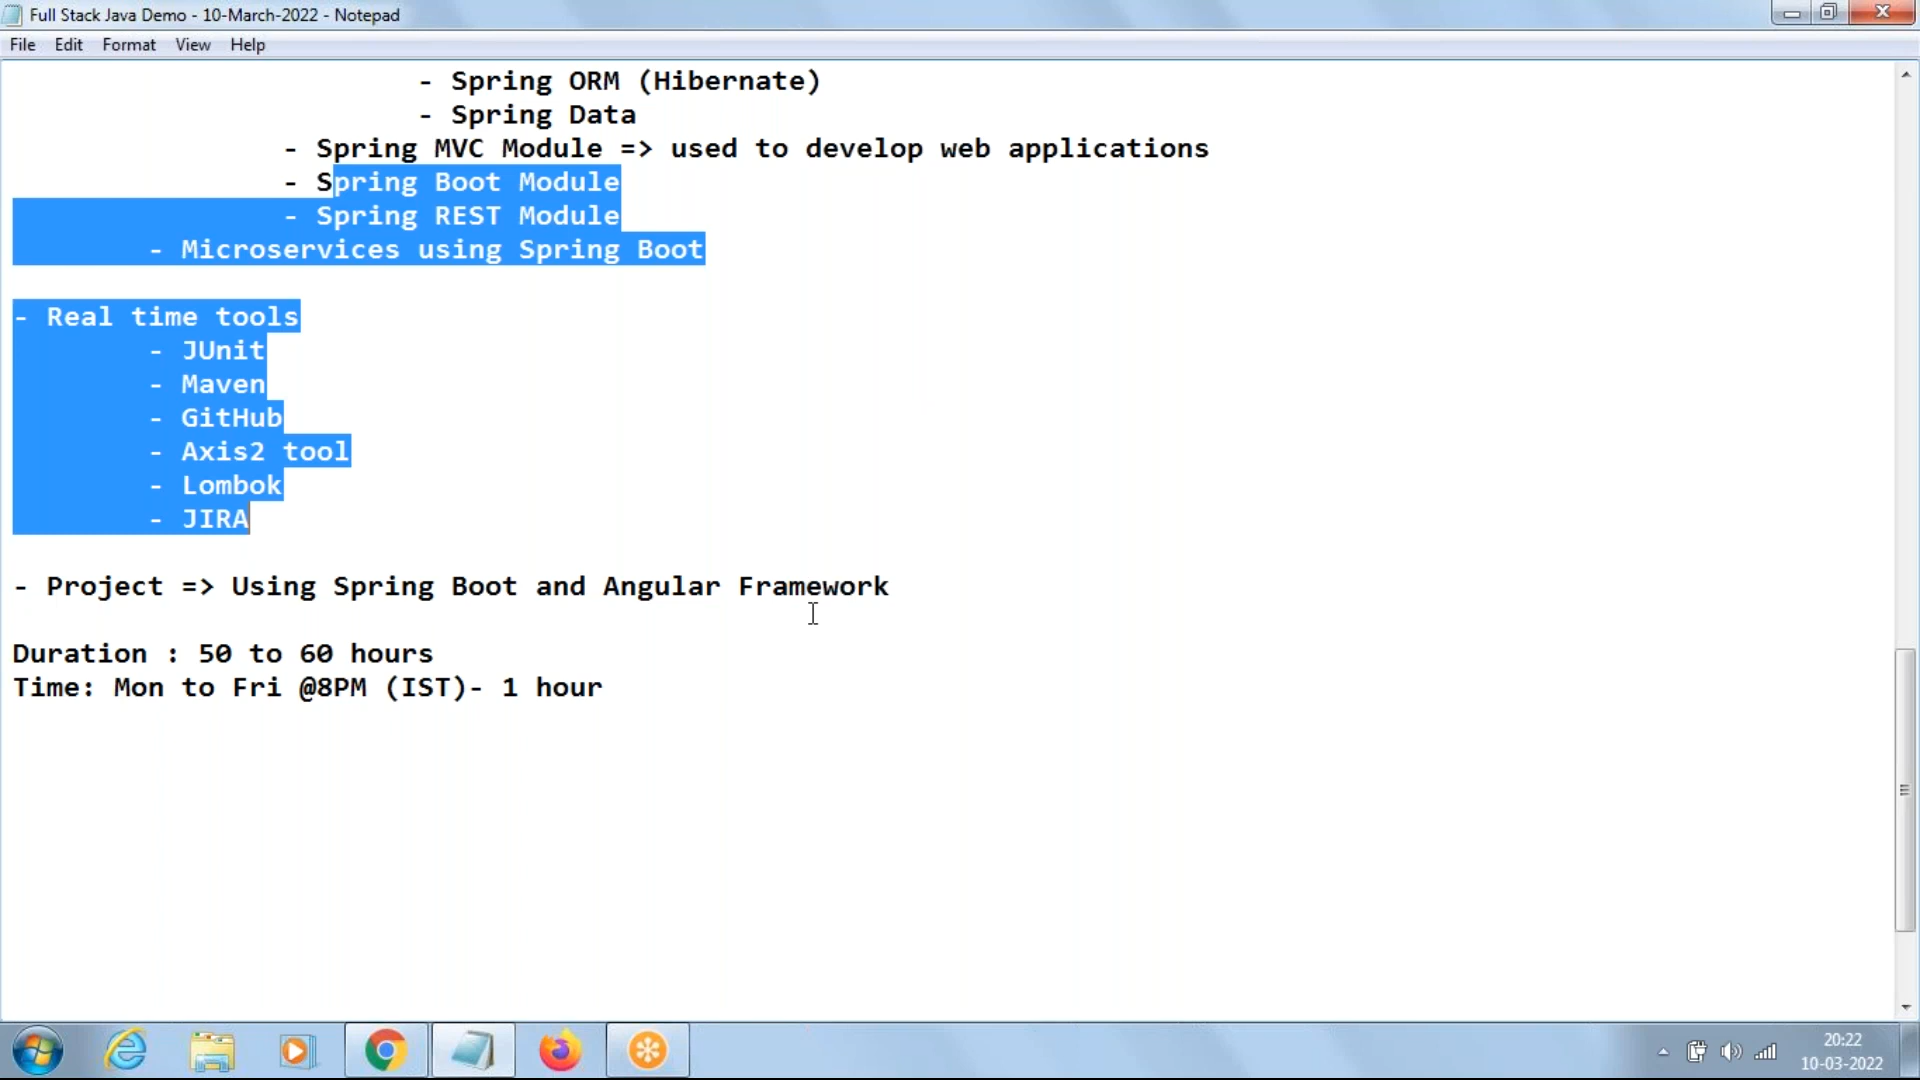 Full Stack Java Demo - 10-March-2022 - Notepad
File Edit Format View Help
- Spring ORM (Hibernate)
- Spring Data
- Spring MVC Module => used to develop web applications
- Spring Boot Module
- Spring REST Module
- Microservices using Spring Boot
- Real time tools
- JUnit
- Maven
- GitHub
- Axis2 tool
- Lombok
- JIRA
- Project => Using Spring Boot and Angular Framework
Duration : 50 to 60 hours
Time: Mon to Fri @8PM (IST)- 1 hour
20:22
10-03-2022